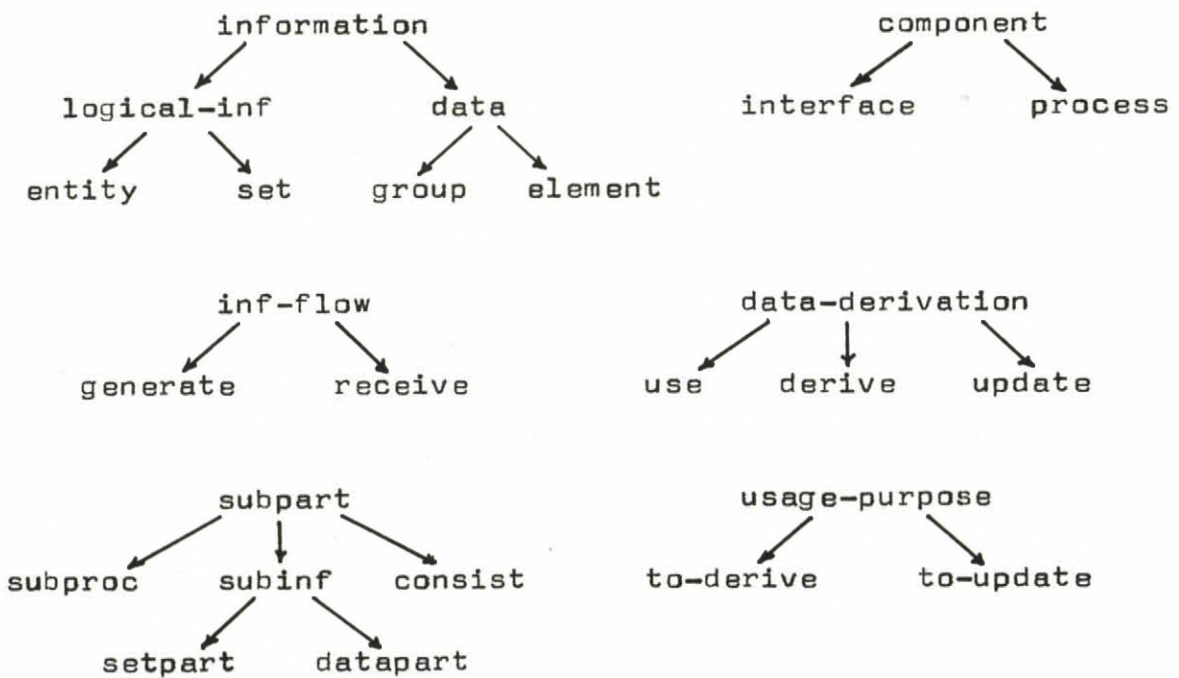 information component
logical-inf data interface process
entity set group element
inf-flow data-derivation
generate receive use derive update
subpart usage-purpose
subproc subinf consist to-derive to-update
setpart datapart